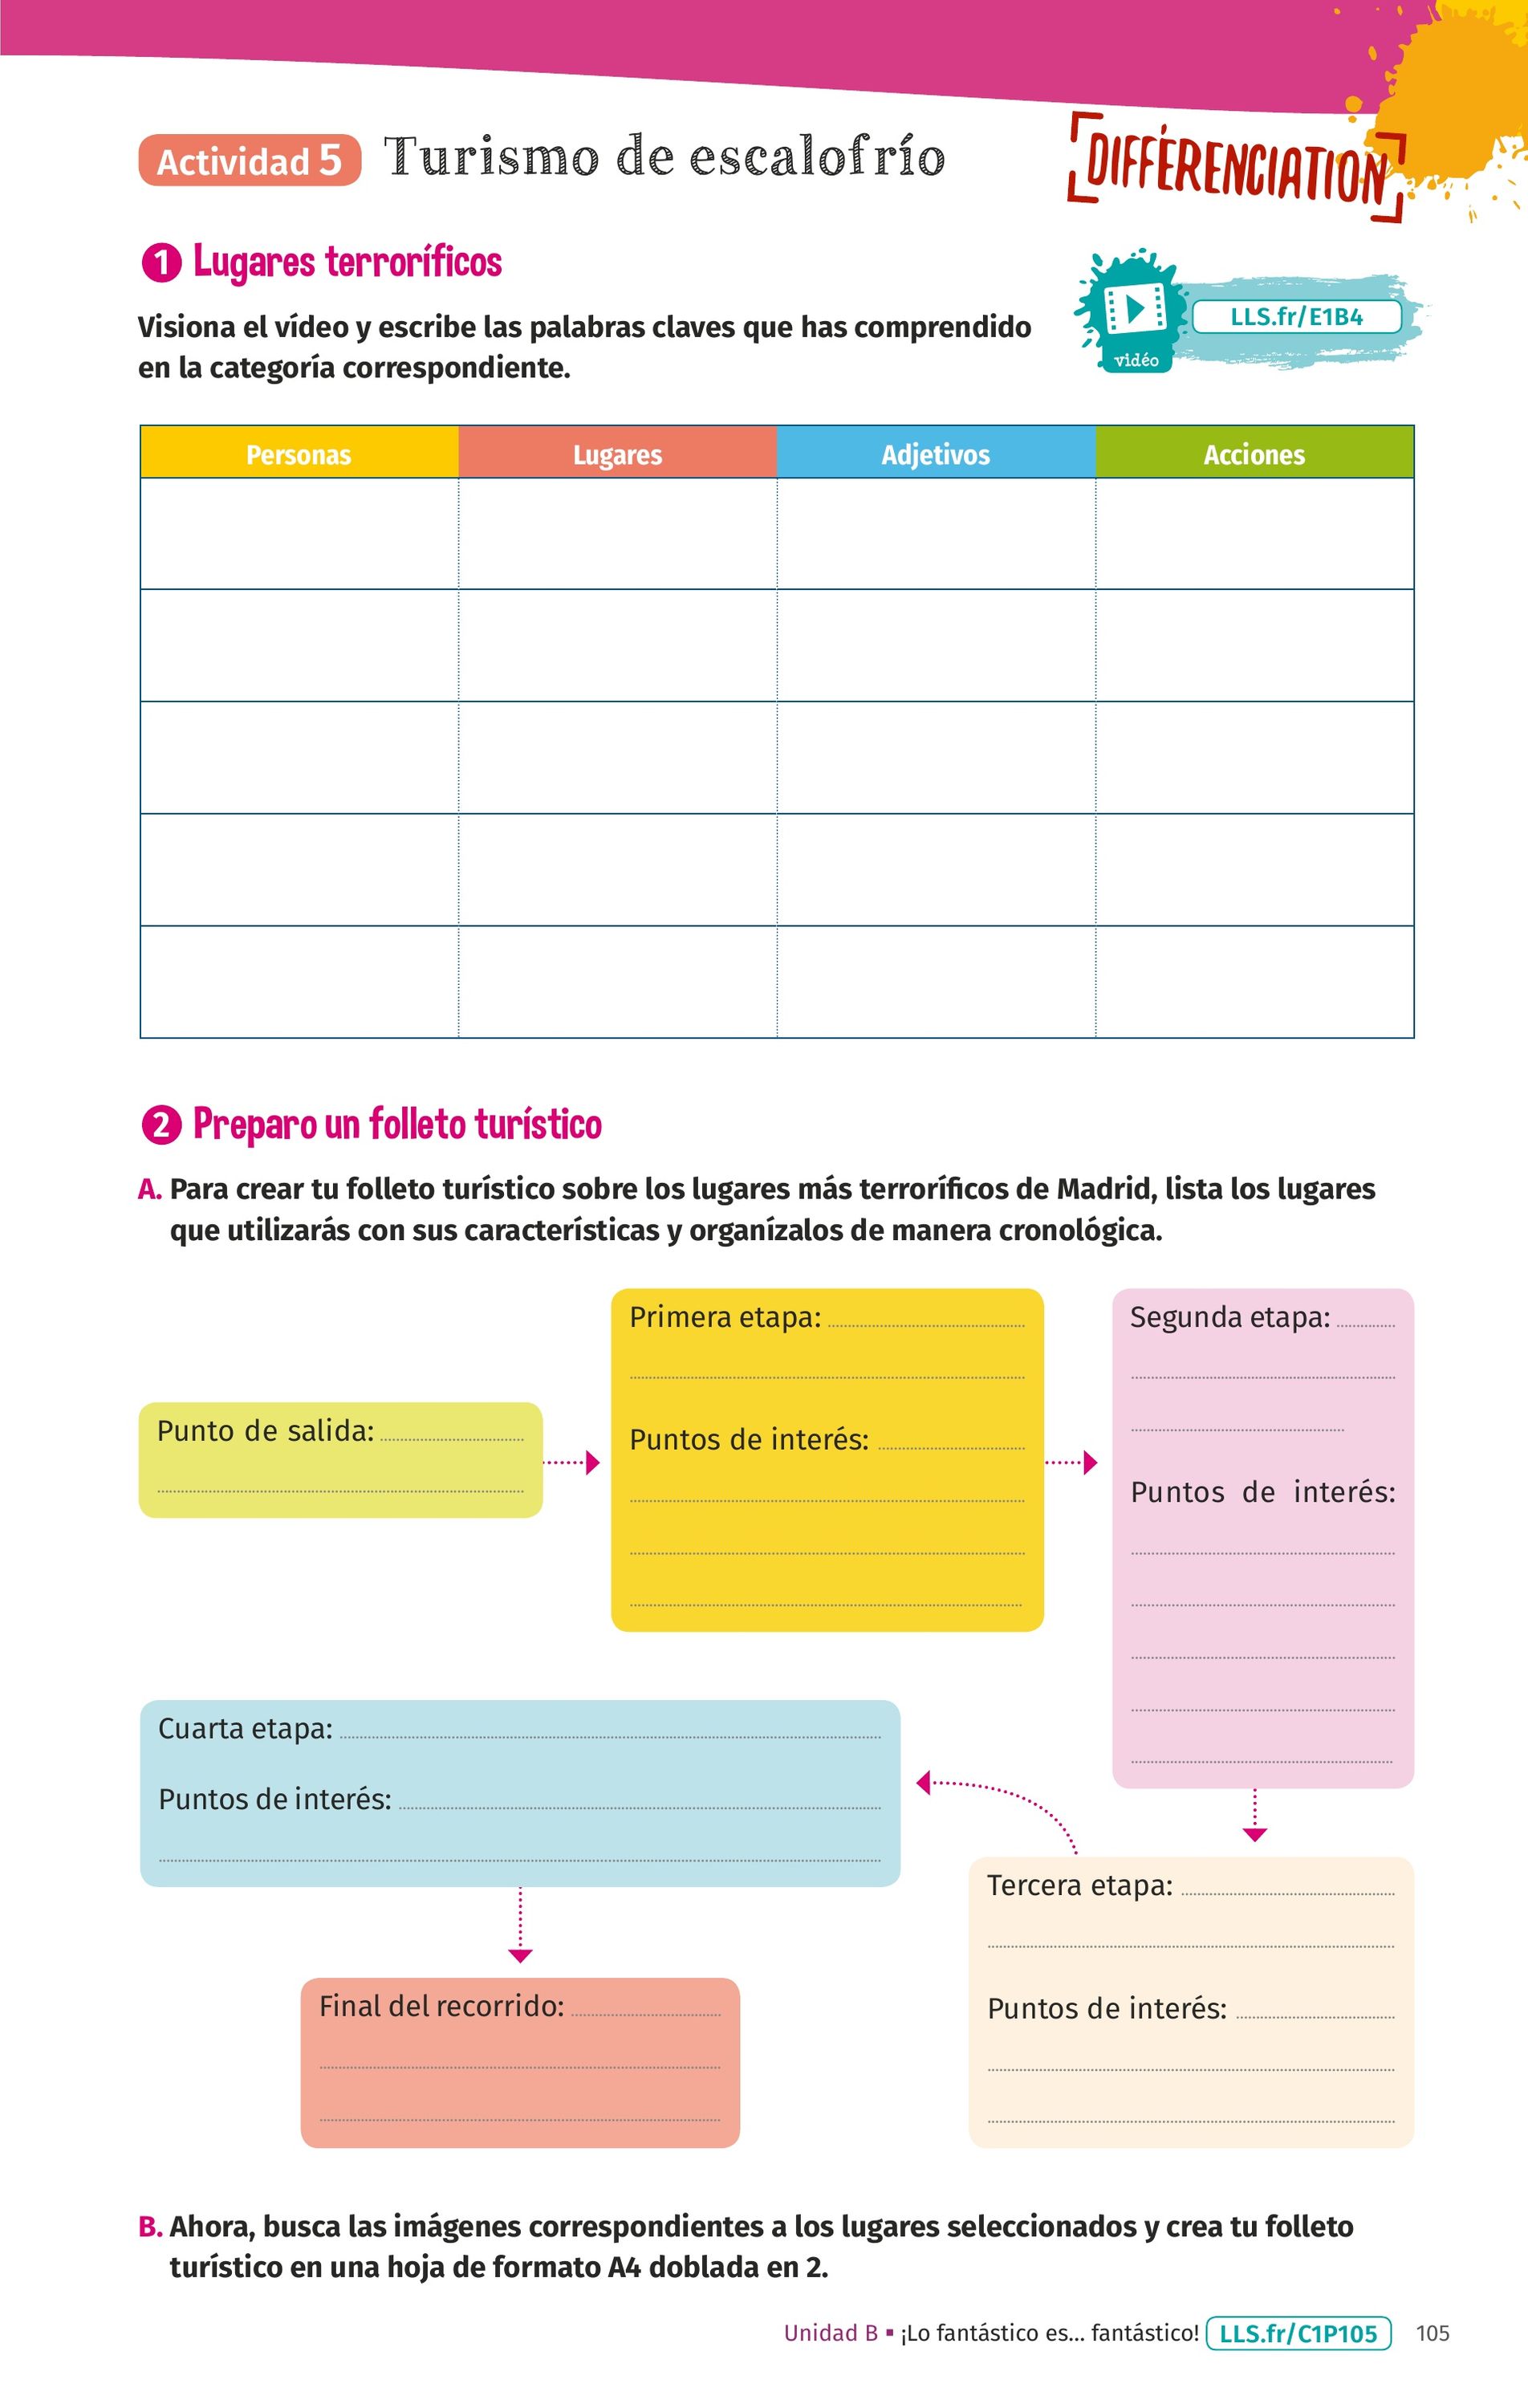 Actividad 5 Turismo de escalofrío
DIFFÉRENCIATION
1 Lugares terroríficos
Visiona el vídeo y escribe las palabras claves que has comprendido
en la categoría correspondiente.
vidéo
LLS.fr/E1B4
Personas Lugares Adjetivos Acciones
2 Preparo un folleto turístico
A. Para crear tu folleto turístico sobre los lugares más terroríficos de Madrid, lista los lugares
que utilizarás con sus características y organízalos de manera cronológica.
Punto de salida:
Primera etapa:
Puntos de interés:
Segunda etapa:
Puntos de interés:
Tercera etapa:
Puntos de interés:
Cuarta etapa:
Puntos de interés:
Final del recorrido:
B. Ahora, busca las imágenes correspondientes a los lugares seleccionados y crea tu folleto
turístico en una hoja de formato A4 doblada en 2.
Unidad B ▪ ¡Lo fantástico es... fantástico! LLS.fr/C1P105 105